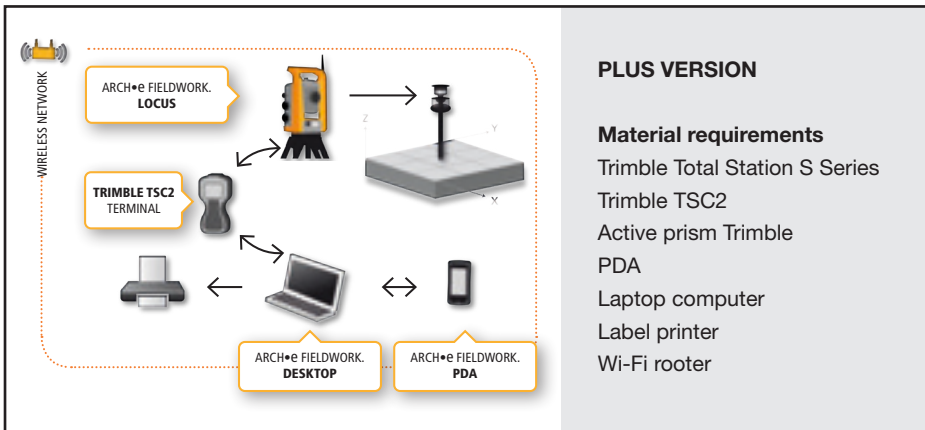 WIRELESS NETWORK
ARCH•e FIELDWORK.
LOCUS
Z
Y
X
TRIMBLE TSC2
TERMINAL
ARCH•e FIELDWORK.
DESKTOP
ARCH•e FIELDWORK.
PDA
PLUS VERSION
Material requirements
Trimble Total Station S Series
Trimble TSC2
Active prism Trimble
PDA
Laptop computer
Label printer
Wi-Fi rooter